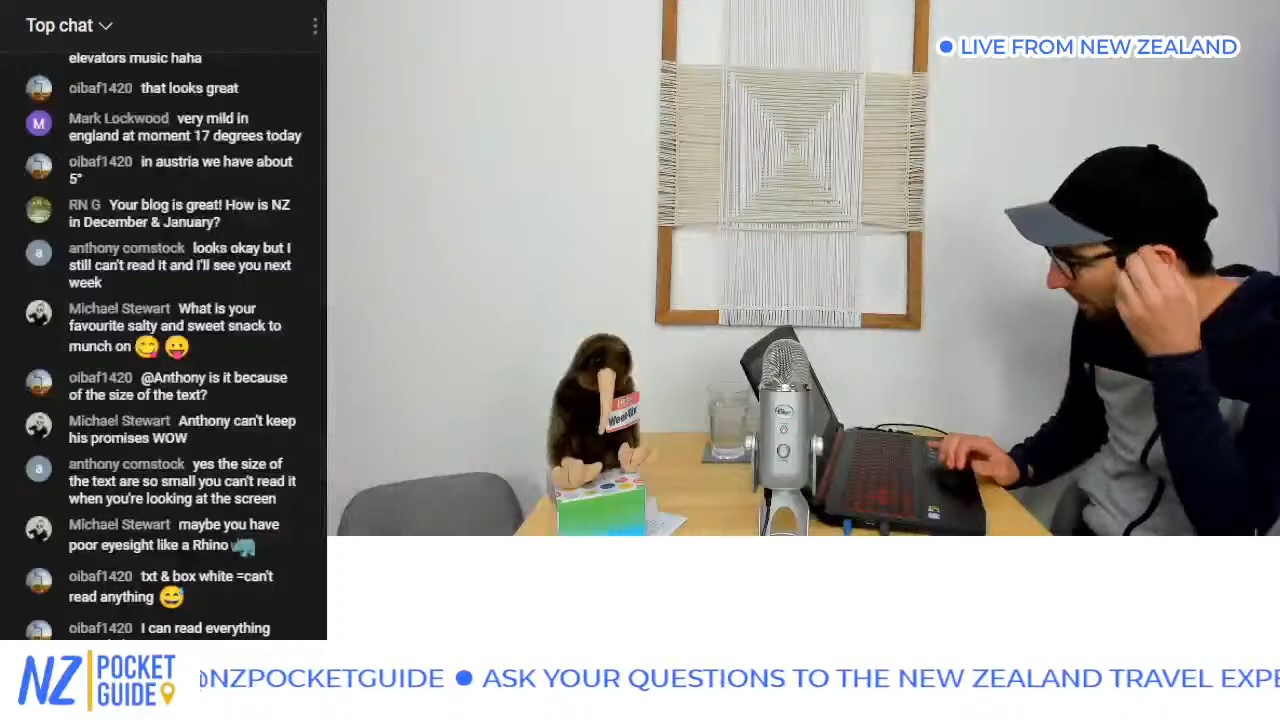 Top chat
elevators music haha
oibaf1420 that looks great
Mark Lockwood very mild in
england at moment 17 degrees today
oibaf1420 in austria we have about
5°
RN G Your blog is great! How is NZ
in December & January?
anthony comstock looks okay but I
still can't read it and I'll see you next
week
Michael Stewart What is your
favourite salty and sweet snack to
munch on 😋 😛
oibaf1420 @Anthony is it because
of the size of the text?
Michael Stewart Anthony can't keep
his promises WOW
anthony comstock yes the size of
the text are so small you can't read it
when you're looking at the screen
Michael Stewart maybe you have
poor eyesight like a Rhino 🦏
oibaf1420 txt & box white =can't
read anything 😅
oibaf1420 I can read everything
M
a
a
LIVE FROM NEW ZEALAND
Weet-Bix
blue
NZ POCKET
GUIDE
@NZPOCKETGUIDE ● ASK YOUR QUESTIONS TO THE NEW ZEALAND TRAVEL EXPE